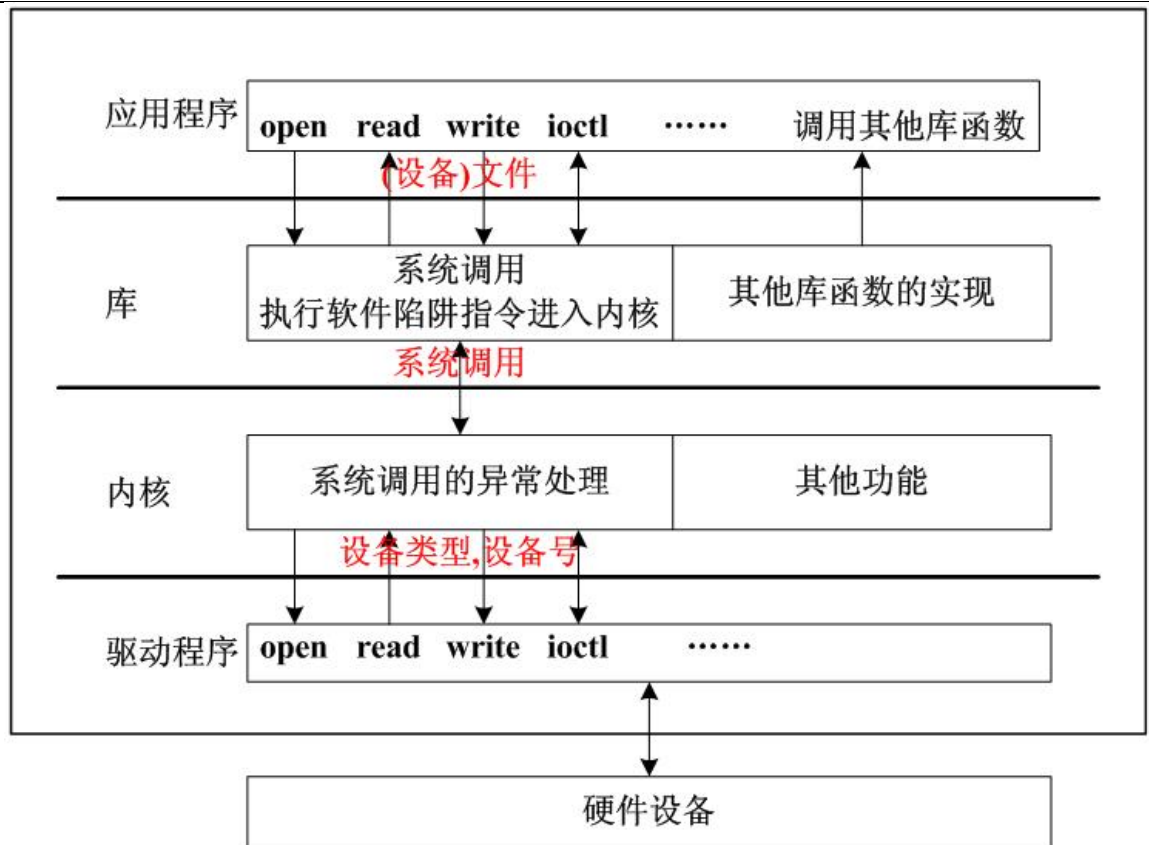 应用程序
open read write ioctl …… 调用其他库函数
(设备)文件
库
系统调用
执行软件陷阱指令进入内核
其他库函数的实现
系统调用
内核
系统调用的异常处理
其他功能
设备类型,设备号
驱动程序
open read write ioctl ……
硬件设备